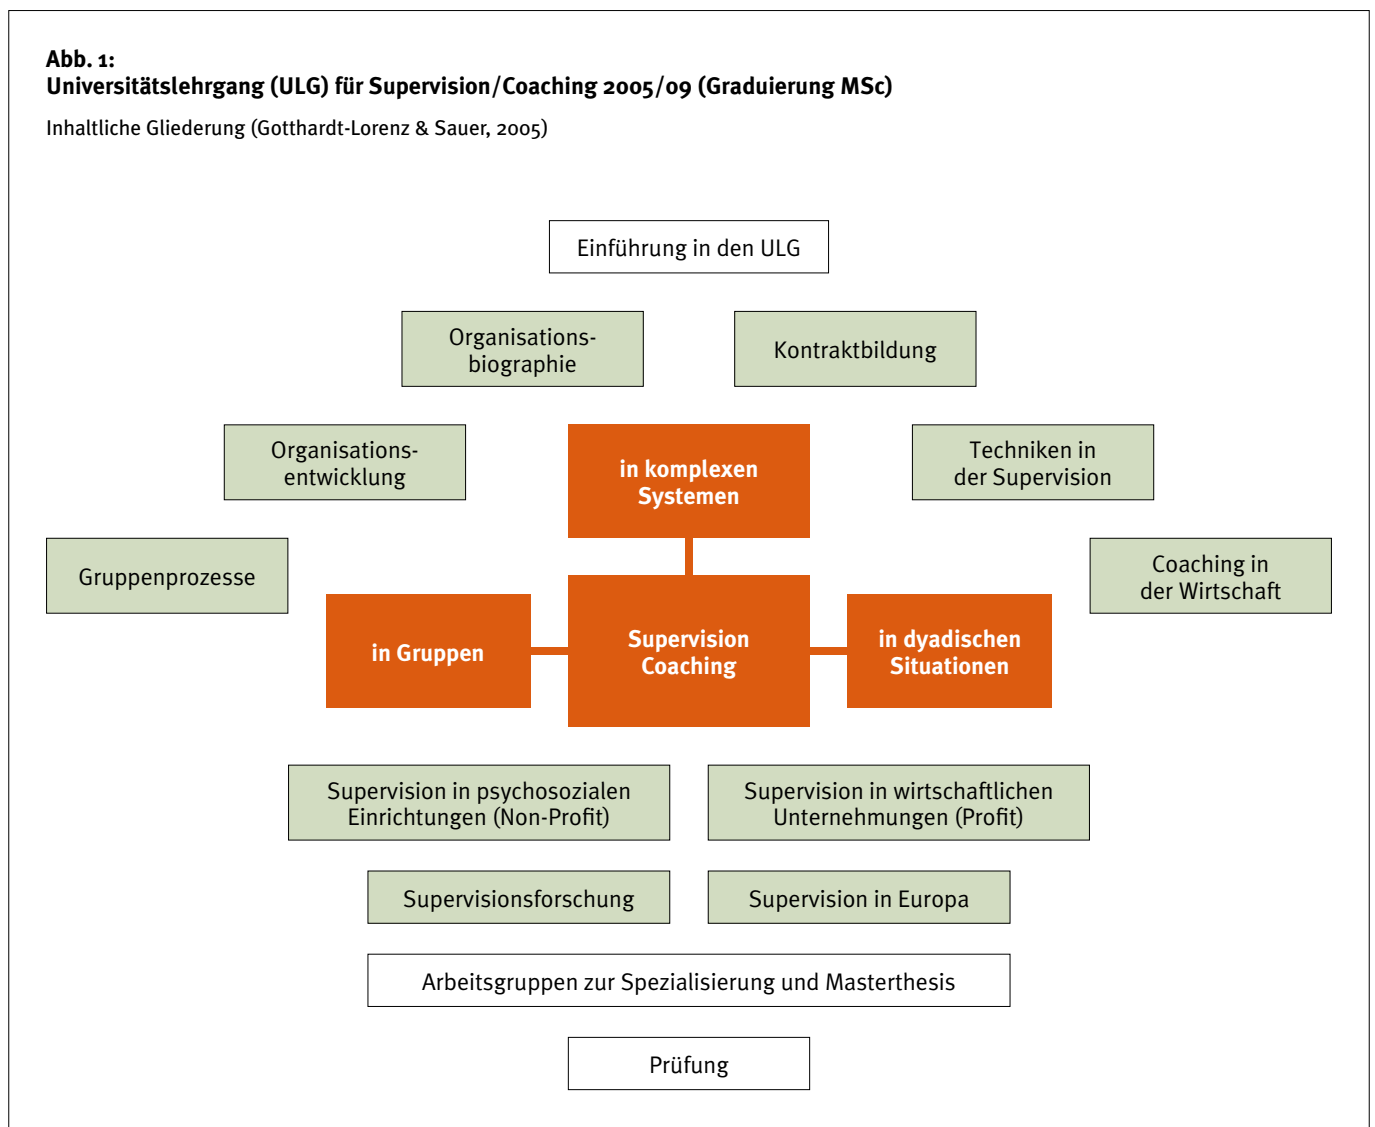 Abb. 1:
Universitätslehrgang (ULG) für Supervision/Coaching 2005/09 (Graduierung MSc)
Inhaltliche Gliederung (Gotthardt-Lorenz & Sauer, 2005)
Einführung in den ULG
Organisations-
biographie
Kontraktbildung
Organisations-
entwicklung
in komplexen
Systemen
Techniken in
der Supervision
Gruppenprozesse
Coaching in
der Wirtschaft
in Gruppen
Supervision
Coaching
in dyadischen
Situationen
Supervision in psychosozialen
Einrichtungen (Non-Profit)
Supervision in wirtschaftlichen
Unternehmungen (Profit)
Supervisionsforschung
Supervision in Europa
Arbeitsgruppen zur Spezialisierung und Masterthesis
Prüfung